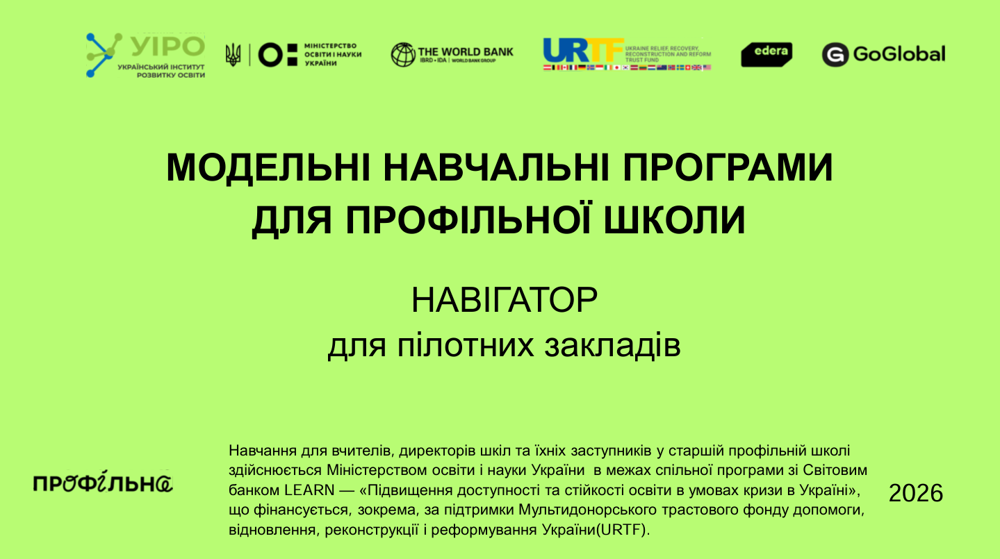 УІРО
УКРАЇНСЬКИЙ ІНСТИТУТ
РОЗВИТКУ ОСВІТИ
МІНІСТЕРСТВО
ОСВІТИ І НАУКИ
УКРАЇНИ
THE WORLD BANK
IBRD • IDA | WORLD BANK GROUP
URTF
UKRAINE RELIEF, RECOVERY,
RECONSTRUCTION AND REFORM
TRUST FUND
edera
GoGlobal
МОДЕЛЬНІ НАВЧАЛЬНІ ПРОГРАМИ
ДЛЯ ПРОФІЛЬНОЇ ШКОЛИ
НАВІГАТОР
для пілотних закладів
Навчання для вчителів, директорів шкіл та їхніх заступників у старшій профільній школі
здійснюється Міністерством освіти і науки України в межах спільної програми зі Світовим
банком LEARN — «Підвищення доступності та стійкості освіти в умовах кризи в Україні»,
що фінансується, зокрема, за підтримки Мультидонорського трастового фонду допомоги,
відновлення, реконструкції і реформування України(URTF).
ПРОФІЛЬНА
2026